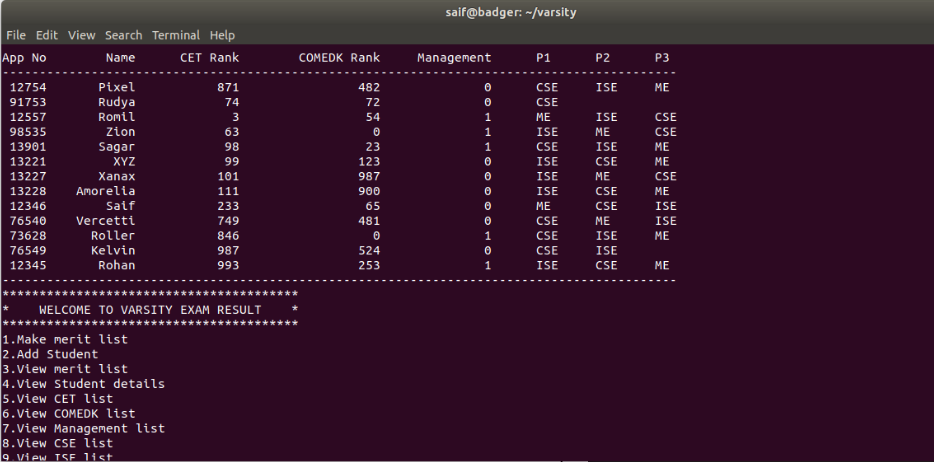 saif@badger: ~/varsity
File Edit View Search Terminal Help
App No Name CET Rank COMEDK Rank Management P1 P2 P3
-------------------------------------------------------------------------------------------
12754 Pixel 871 482 0 CSE ISE ME
91753 Rudya 74 72 0 CSE
12557 Romil 3 54 1 ME ISE CSE
98535 Zion 63 0 1 ISE ME CSE
13901 Sagar 98 23 1 CSE ISE ME
13221 XYZ 99 123 0 ISE CSE ME
13227 Xanax 101 987 0 ISE ME CSE
13228 Amorella 111 900 0 ISE CSE ME
12346 Saif 233 65 0 ME CSE ISE
76540 Vercetti 749 481 0 CSE ME ISE
73628 Roller 846 0 1 CSE ISE ME
76549 Kelvin 987 524 0 CSE ISE
12345 Rohan 993 253 1 ISE CSE ME
-------------------------------------------------------------------------------------------
****************************************
* WELCOME TO VARSITY EXAM RESULT *
****************************************
1.Make merit list
2.Add Student
3.View merit list
4.View Student details
5.View CET list
6.View COMEDK list
7.View Management list
8.View CSE list
9.View ISE list